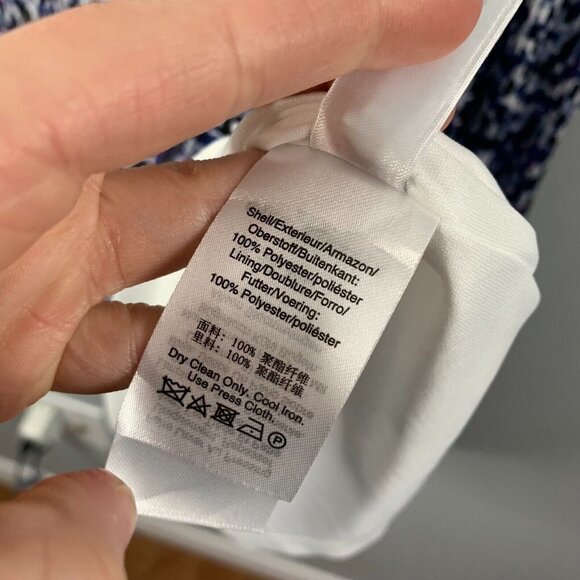 Shell/Exterieur/Armazon/
Oberstoff/Buitenkant:
100% Polyester/poliéster
Lining/Doublure/Forro/
Futter/Voering:
100% Polyester/poliéster
面料: 100% 聚酯纤维
里料: 100% 聚酯纤维
Dry Clean Only. Cool Iron.
Use Press Cloth.
P